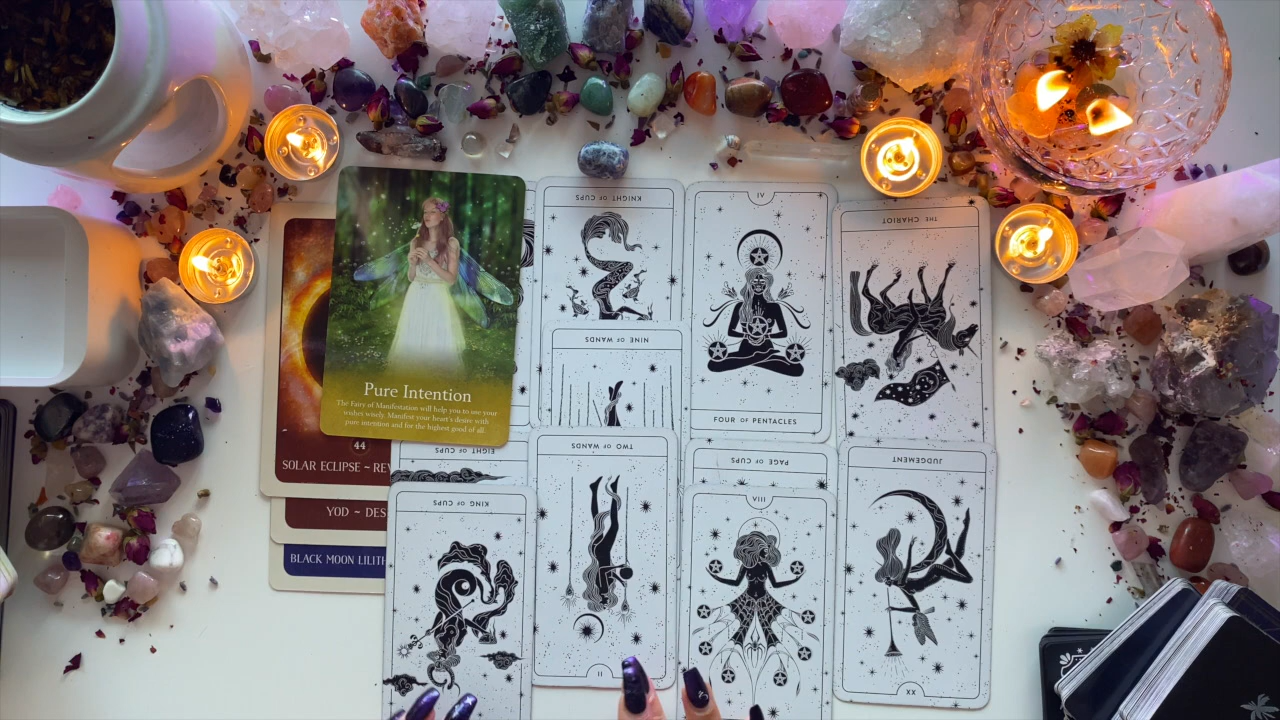 KNIGHT OF CUPS
IV
THE CHARIOT
NINE OF WANDS
Pure Intention
The Fairy of Manifestation will help you to use your
wishes wisely. Manifest your heart's desire with
pure intention and for the highest good of all.
FOUR OF PENTACLES
44
SOLAR ECLIPSE ~
EIGHT
TWO OF WANDS
PAGE OF CUPS
JUDGEMENT
KING OF CUPS
VIII
YOD ~
BLACK MOON LILITH
II
XX